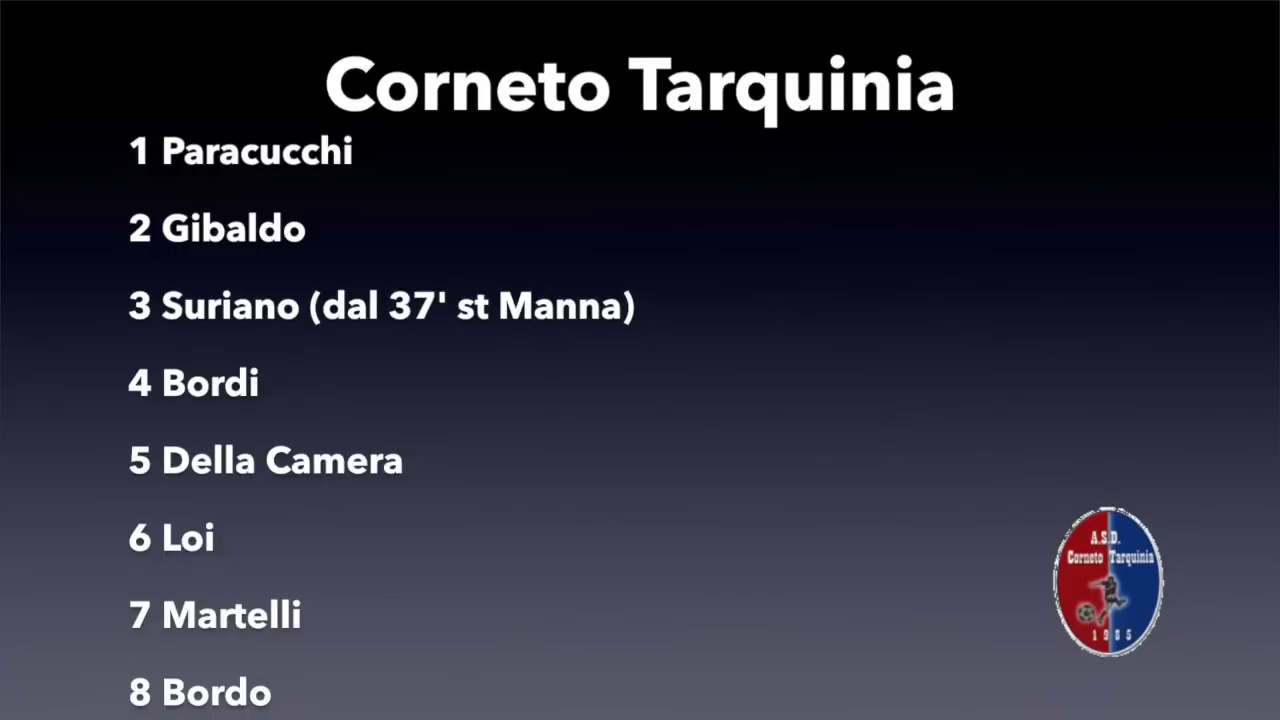 Corneto Tarquinia
1 Paracucchi
2 Gibaldo
3 Suriano (dal 37' st Manna)
4 Bordi
5 Della Camera
6 Loi
7 Martelli
8 Bordo
A.S.D.
Corneto Tarquinia
1985